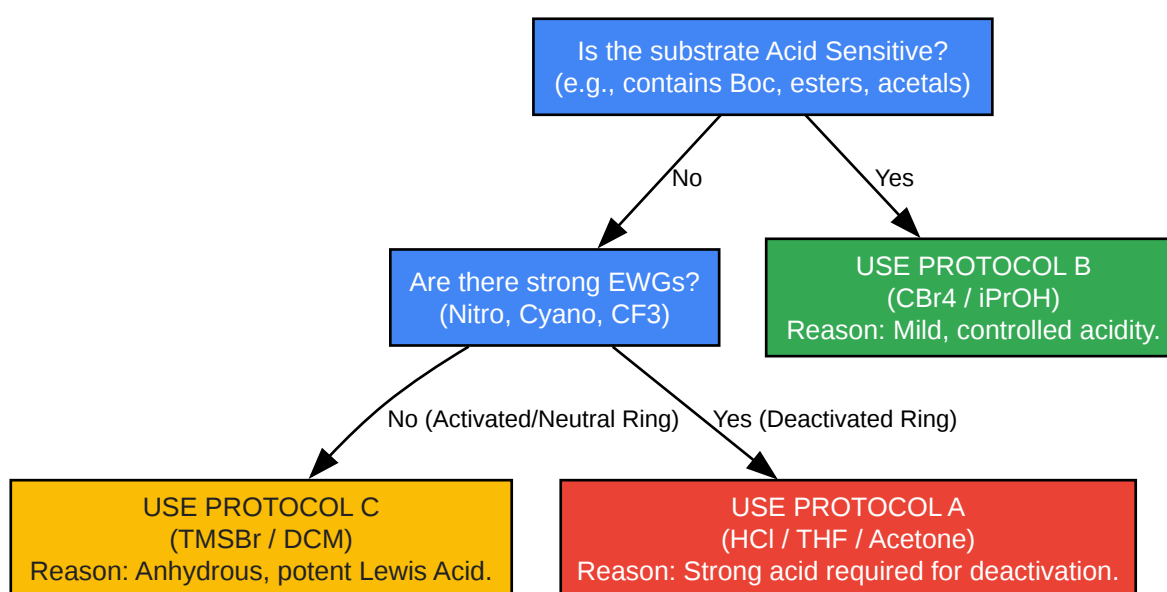 Is the substrate Acid Sensitive?
(e.g., contains Boc, esters, acetals)
No
Yes
Are there strong EWGs?
(Nitro, Cyano, CF3)
USE PROTOCOL B
(CBr4 / iPrOH)
Reason: Mild, controlled acidity.
No (Activated/Neutral Ring)
Yes (Deactivated Ring)
USE PROTOCOL C
(TMSBr / DCM)
Reason: Anhydrous, potent Lewis Acid.
USE PROTOCOL A
(HCl / THF / Acetone)
Reason: Strong acid required for deactivation.